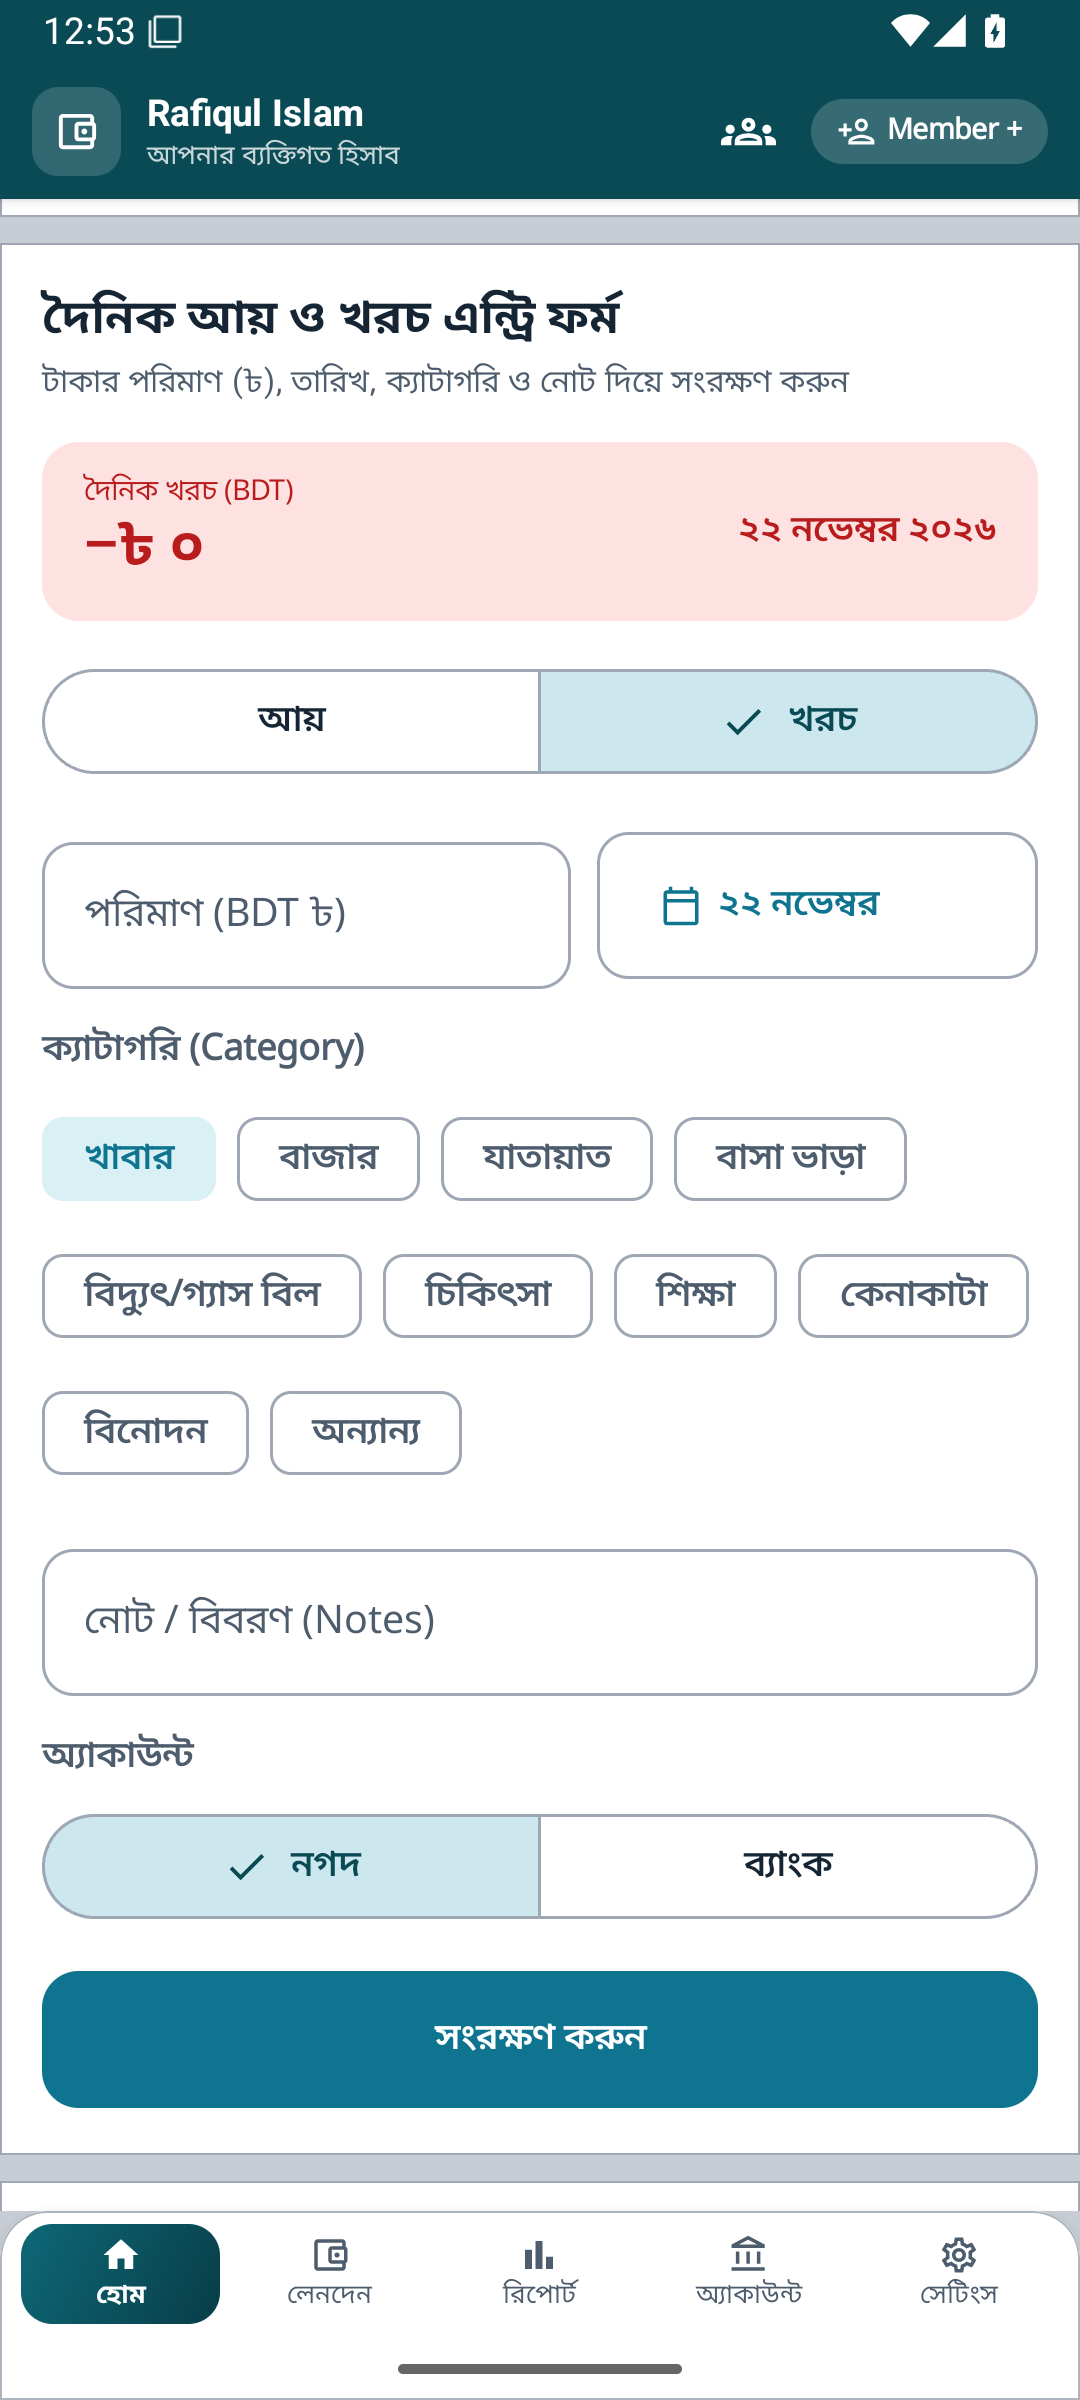 12:53
Rafiqul Islam
আপনার ব্যক্তিগত হিসাব
Member +
দৈনিক আয় ও খরচ এন্ট্রি ফর্ম
টাকার পরিমাণ (৳), তারিখ, ক্যাটাগরি ও নোট দিয়ে সংরক্ষণ করুন
দৈনিক খরচ (BDT)
−৳ ০
২২ নভেম্বর ২০২৬
আয়
খরচ
পরিমাণ (BDT ৳)
২২ নভেম্বর
ক্যাটাগরি (Category)
খাবার
বাজার
যাতায়াত
বাসা ভাড়া
বিদ্যুৎ/গ্যাস বিল
চিকিৎসা
শিক্ষা
কেনাকাটা
বিনোদন
অন্যান্য
নোট / বিবরণ (Notes)
অ্যাকাউন্ট
নগদ
ব্যাংক
সংরক্ষণ করুন
হোম
লেনদেন
রিপোর্ট
অ্যাকাউন্ট
সেটিংস